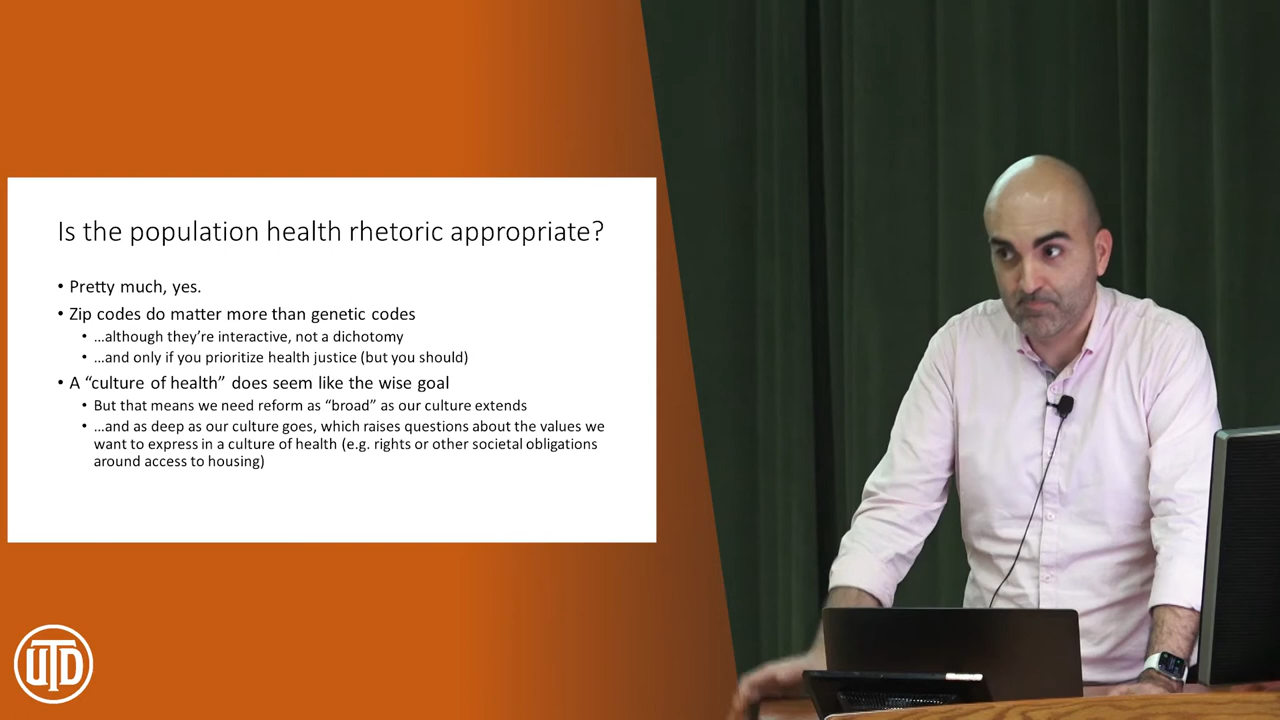 Is the population health rhetoric appropriate?
• Pretty much, yes.
• Zip codes do matter more than genetic codes
• …although they’re interactive, not a dichotomy
• …and only if you prioritize health justice (but you should)
• A “culture of health” does seem like the wise goal
• But that means we need reform as “broad” as our culture extends
• …and as deep as our culture goes, which raises questions about the values we
want to express in a culture of health (e.g. rights or other societal obligations
around access to housing)
UTD